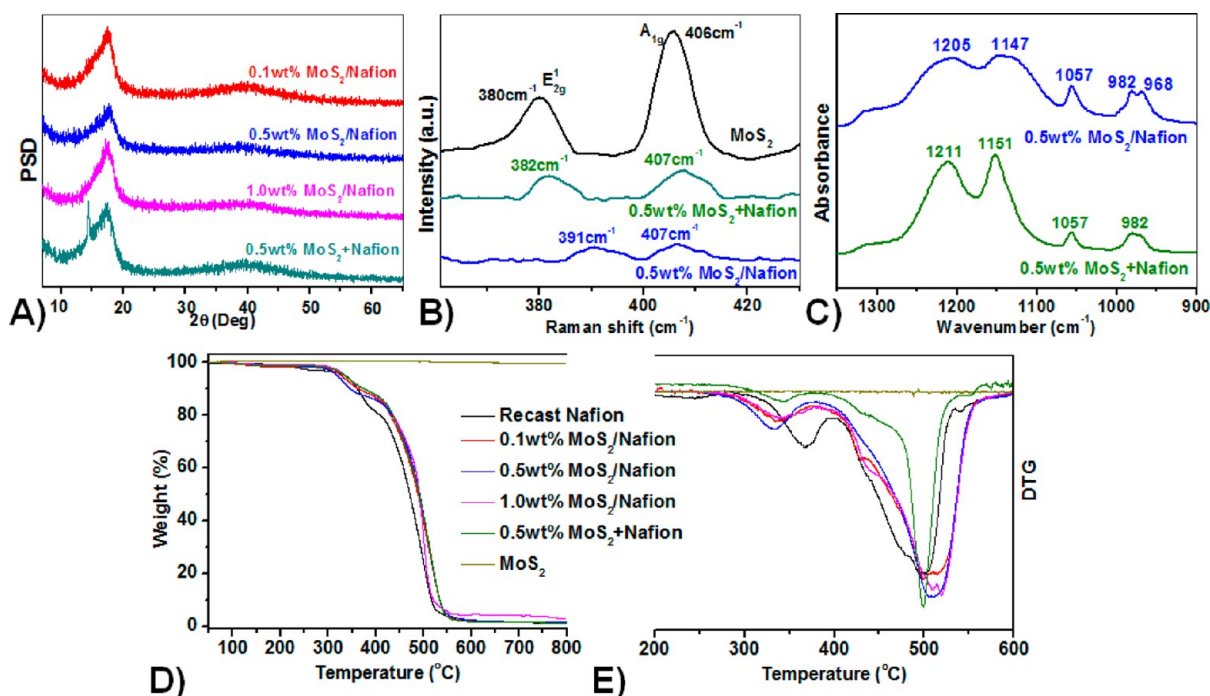 PSD
0.1wt% MoS2/Nafion
0.5wt% MoS2/Nafion
1.0wt% MoS2/Nafion
0.5wt% MoS2+Nafion
10 20 30 40 50 60
2θ (Deg)
A)
Intensity (a.u.)
A1g 406cm-1
E12g
380cm-1
MoS2
382cm-1 407cm-1
0.5wt% MoS2+Nafion
391cm-1 407cm-1
0.5wt% MoS2/Nafion
380 400 420
Raman shift (cm-1)
B)
Absorbance
1205 1147
1057 982 968
0.5wt% MoS2/Nafion
1211 1151
1057 982
0.5wt% MoS2+Nafion
1300 1200 1100 1000 900
Wavenumber (cm-1)
C)
Weight (%)
100
80
60
40
20
0
Recast Nafion
0.1wt% MoS2/Nafion
0.5wt% MoS2/Nafion
1.0wt% MoS2/Nafion
0.5wt% MoS2+Nafion
MoS2
100 200 300 400 500 600 700 800
Temperature (oC)
D)
DTG
200 300 400 500 600
Temperature (oC)
E)